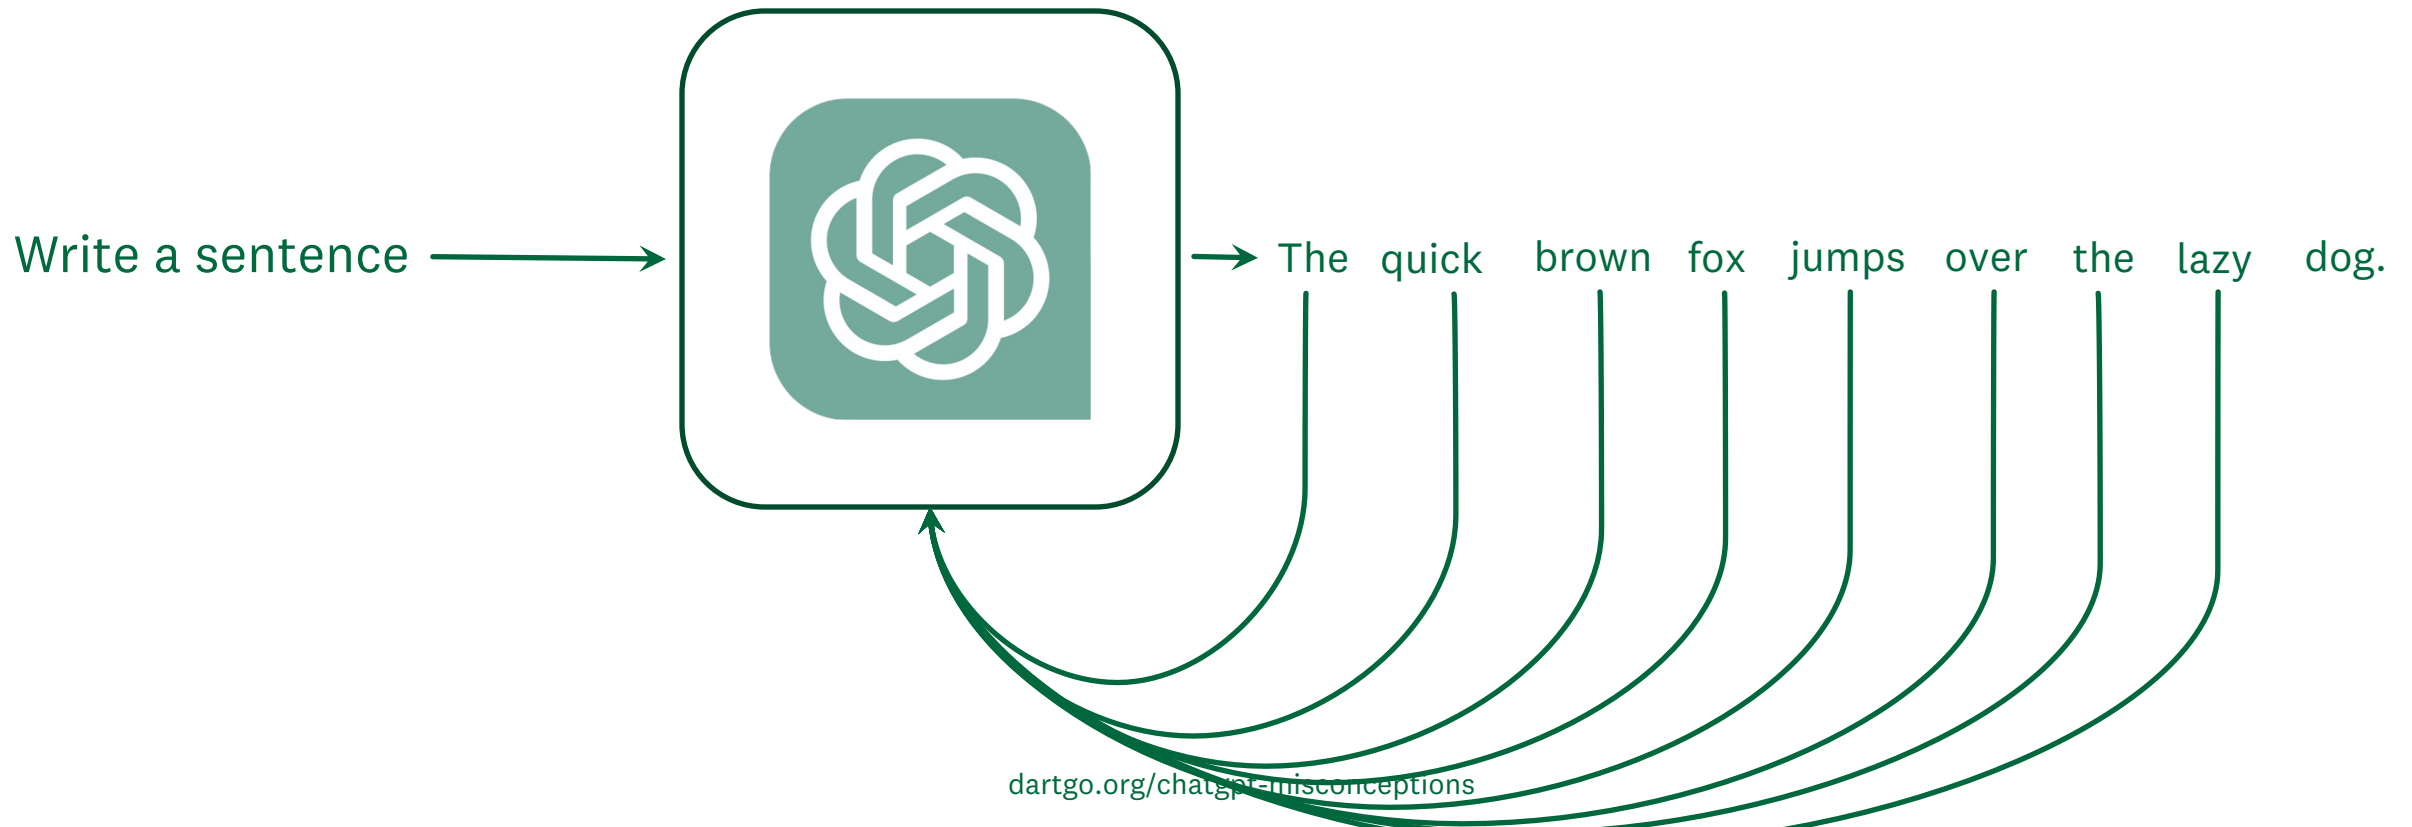 Write a sentence
The quick brown fox jumps over the lazy dog.
dartgo.org/chatgpt-misconceptions